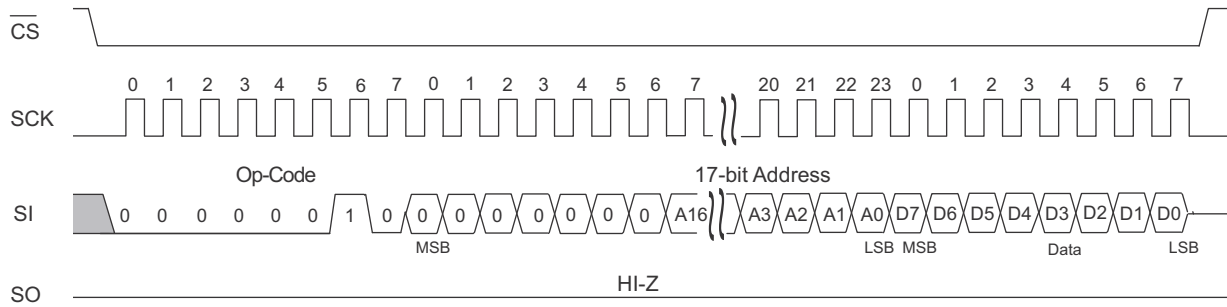 CS
0 1 2 3 4 5 6 7 0 1 2 3 4 5 6 7 20 21 22 23 0 1 2 3 4 5 6 7
SCK
Op-Code 17-bit Address
SI 0 0 0 0 0 0 1 0 0 0 0 0 0 0 0 A16 A3 A2 A1 A0 D7 D6 D5 D4 D3 D2 D1 D0
MSB LSB MSB Data LSB
HI-Z
SO